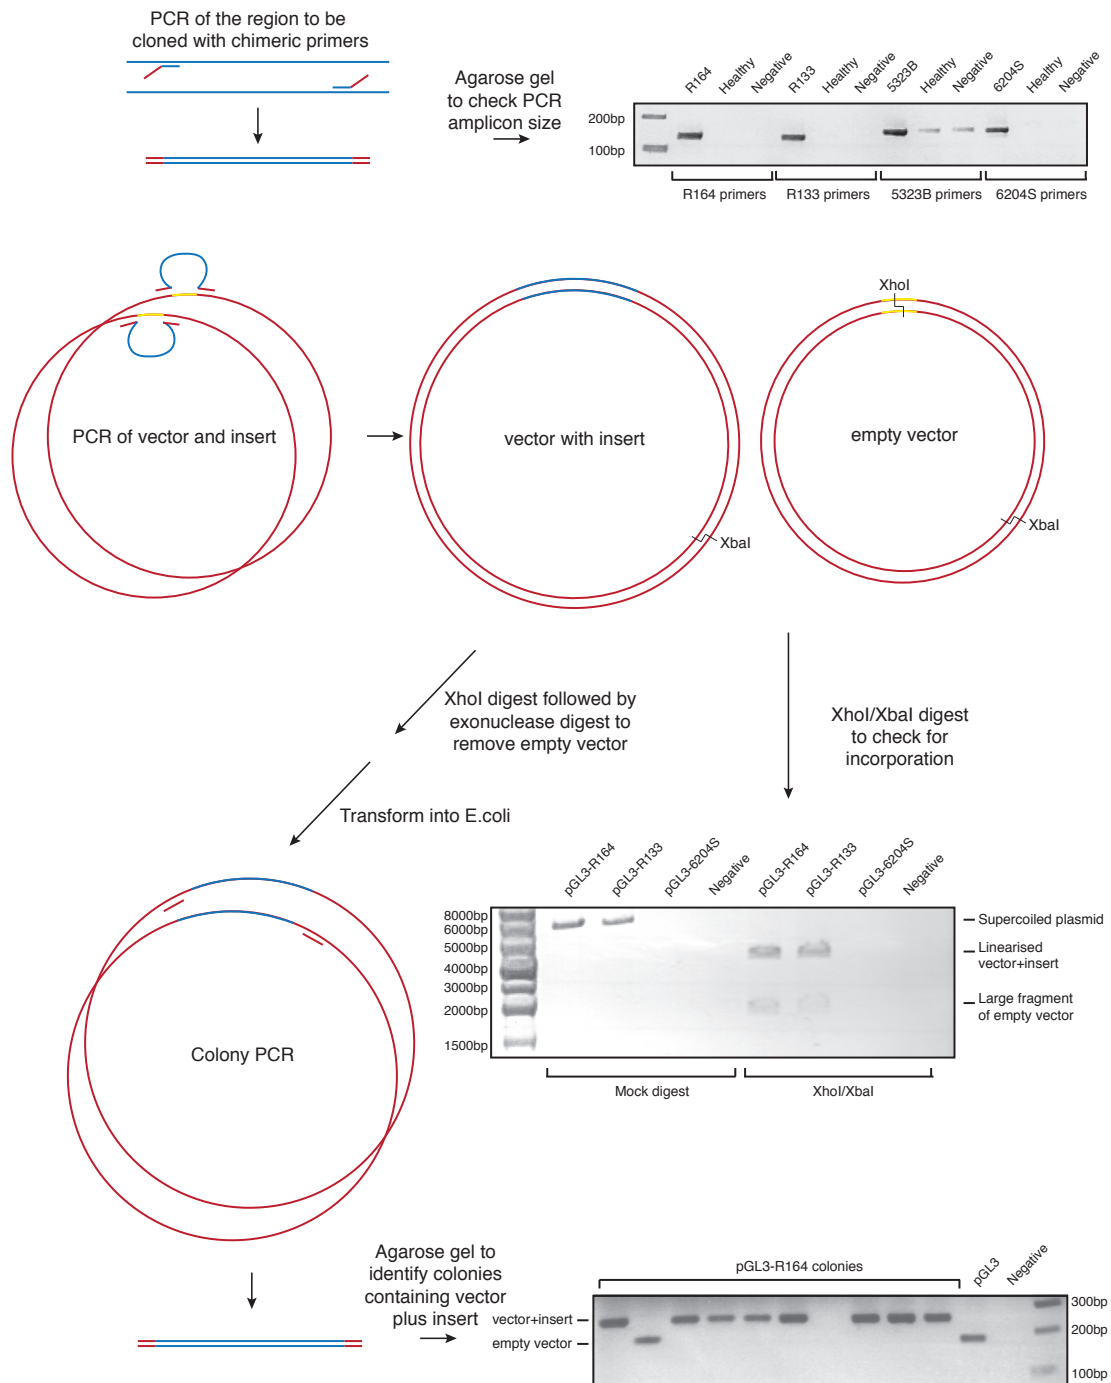 PCR of the region to be
cloned with chimeric primers
Agarose gel
to check PCR
amplicon size
R164
Healthy
Negative
R133
Healthy
Negative
5323B
Healthy
Negative
6204S
Healthy
Negative
200bp
100bp
R164 primers
R133 primers
5323B primers
6204S primers
PCR of vector and insert
vector with insert
XbaI
XhoI
empty vector
XbaI
XhoI digest followed by
exonuclease digest to
remove empty vector
XhoI/XbaI digest
to check for
incorporation
Transform into E.coli
pGL3-R164
pGL3-R133
pGL3-6204S
Negative
pGL3-R164
pGL3-R133
pGL3-6204S
Negative
8000bp
6000bp
5000bp
4000bp
3000bp
2000bp
1500bp
Supercoiled plasmid
Linearised
vector+insert
Large fragment
of empty vector
Mock digest
XhoI/XbaI
Colony PCR
Agarose gel to
identify colonies
containing vector
plus insert
pGL3-R164 colonies
pGL3
Negative
vector+insert
empty vector
300bp
200bp
100bp